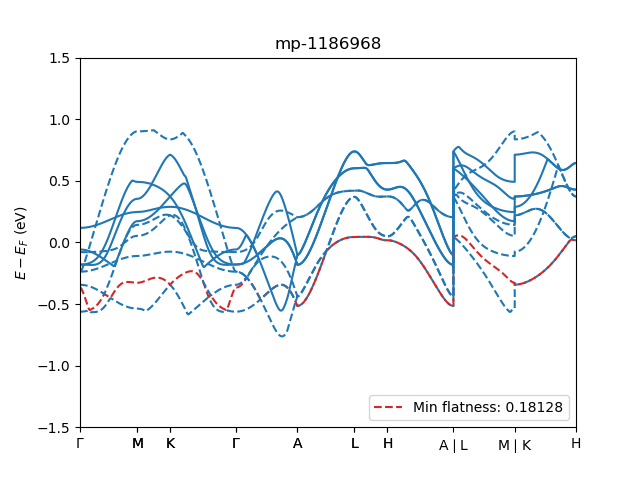 mp-1186968
E − E_F (eV)
1.5
1.0
0.5
0.0
−0.5
−1.0
−1.5
Min flatness: 0.18128
Γ M K Γ A L H A | L M | K H